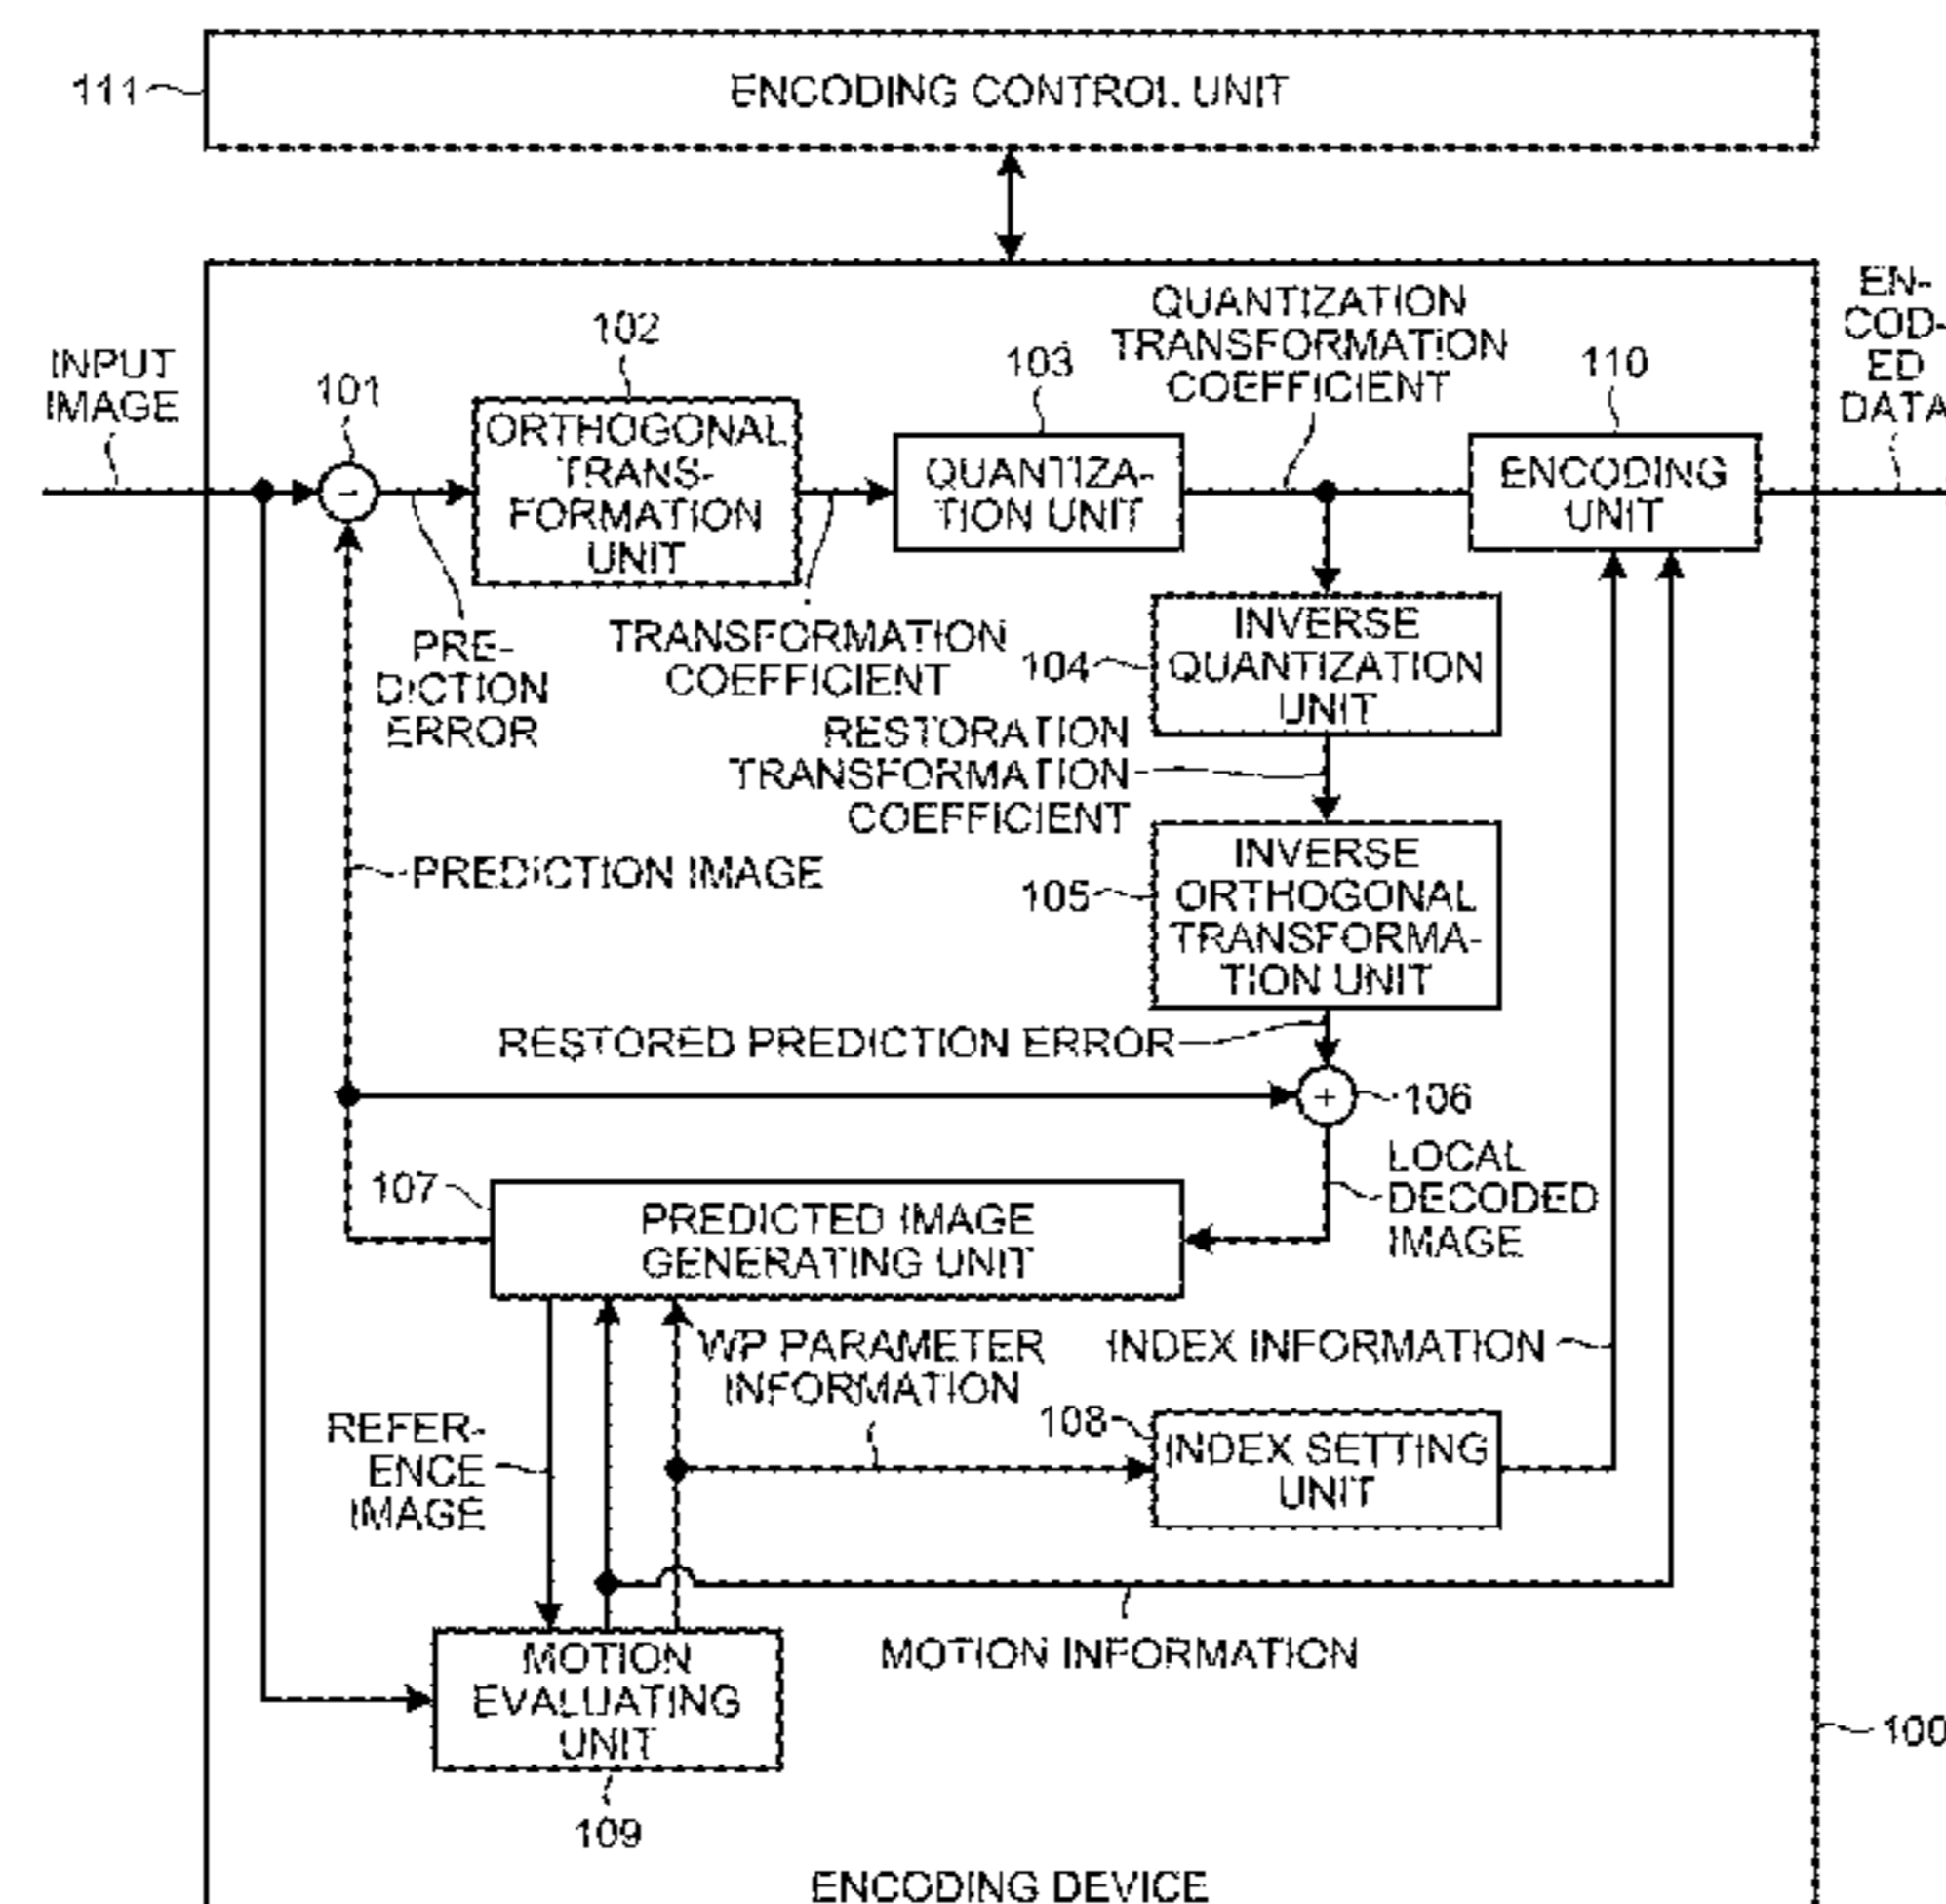 111
ENCODING CONTROL UNIT
INPUT
IMAGE
101
-
102
ORTHOGONAL
TRANS-
FORMATION
UNIT
103
QUANTIZA-
TION UNIT
QUANTIZATION
TRANSFORMATION
COEFFICIENT
110
ENCODING
UNIT
EN-
COD-
ED
DATA
PRE-
DICTION
ERROR
TRANSFORMATION
COEFFICIENT
104
INVERSE
QUANTIZATION
UNIT
RESTORATION
TRANSFORMATION
COEFFICIENT
PREDICTION IMAGE
105
INVERSE
ORTHOGONAL
TRANSFORMA-
TION UNIT
RESTORED PREDICTION ERROR
+
106
LOCAL
DECODED
IMAGE
107
PREDICTED IMAGE
GENERATING UNIT
WP PARAMETER
INFORMATION
INDEX INFORMATION
REFER-
ENCE
IMAGE
108
INDEX SETTING
UNIT
MOTION INFORMATION
MOTION
EVALUATING
UNIT
109
100
ENCODING DEVICE